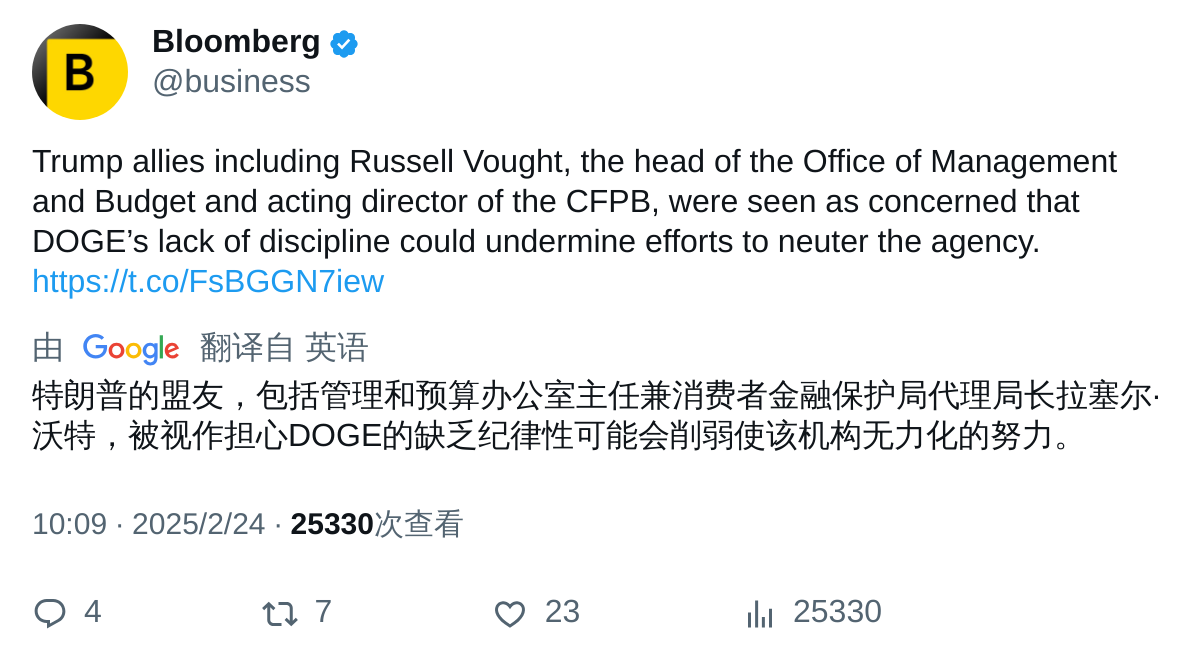 B
Bloomberg
@business
Trump allies including Russell Vought, the head of the Office of Management
and Budget and acting director of the CFPB, were seen as concerned that
DOGE’s lack of discipline could undermine efforts to neuter the agency.
https://t.co/FsBGGN7iew
由 Google 翻译自 英语
特朗普的盟友，包括管理和预算办公室主任兼消费者金融保护局代理局长拉塞尔·
沃特，被视作担心DOGE的缺乏纪律性可能会削弱使该机构无力化的努力。
10:09 · 2025/2/24 · 25330次查看
4 7 23 25330